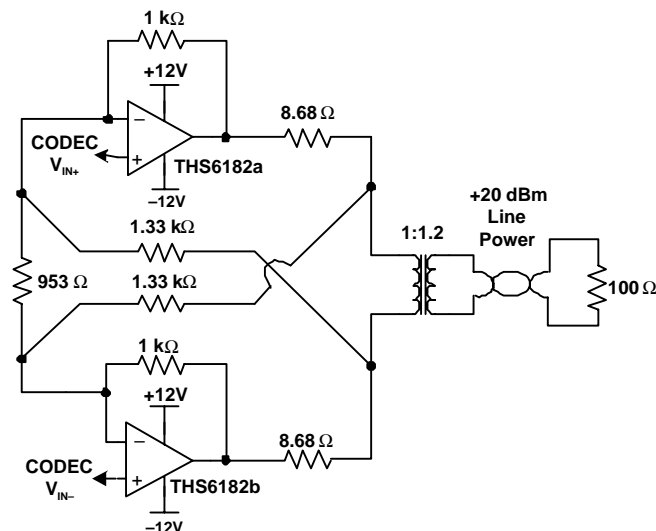 1 kΩ
+12V
8.68 Ω
CODEC
VIN+
THS6182a
–12V
+20 dBm
Line
Power
1.33 kΩ
1:1.2
953 Ω
1.33 kΩ
100Ω
1 kΩ
+12V
8.68 Ω
CODEC
VIN–
THS6182b
–12V